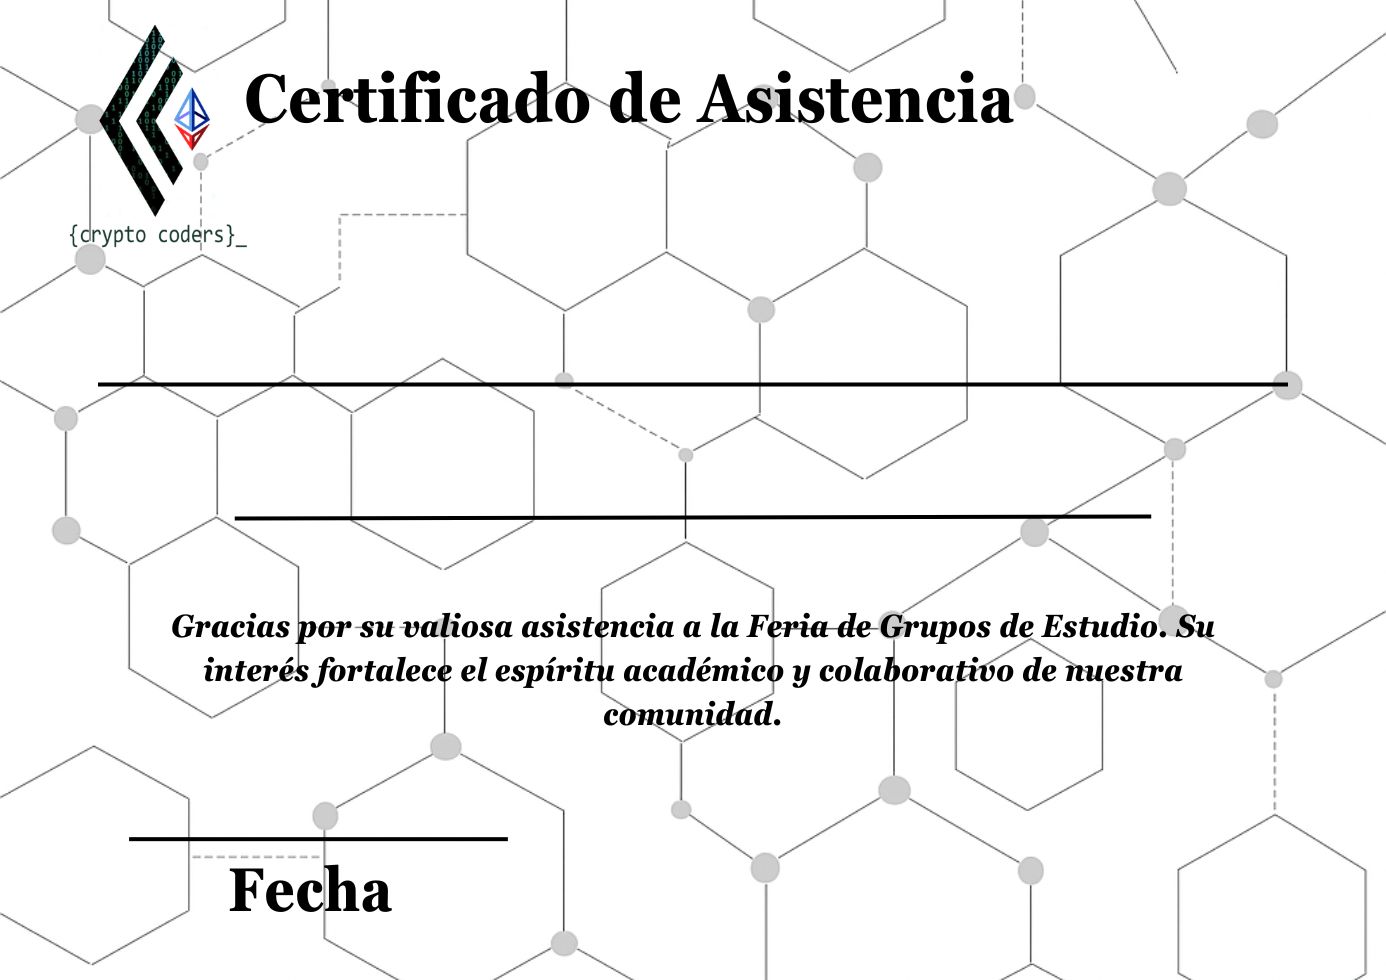 Certificado de Asistencia
{crypto coders}_
Gracias por su valiosa asistencia a la Feria de Grupos de Estudio. Su
interés fortalece el espíritu académico y colaborativo de nuestra
comunidad.
Fecha